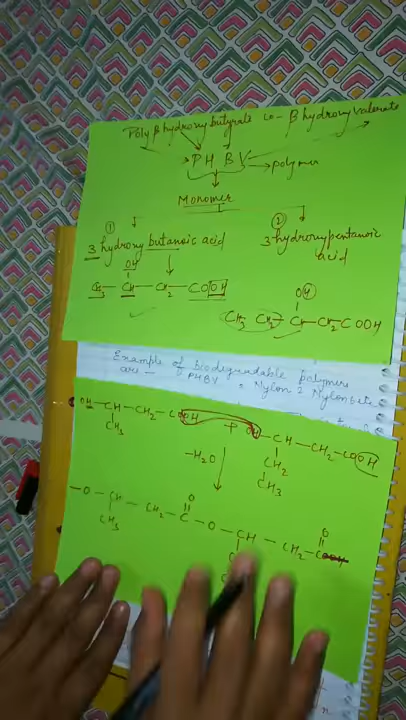 Poly β hydroxy butyrate co-β hydroxy valerate
PHBV → polymer
Monomer
① ②
3 hydroxy butanoic acid 3 hydroxypentanoic
acid
OH
CH3-CH-CH2-COOH
OH
CH3 CH2-CH-CH2-COOH
Example of biodegradable polymers
are - PHBV Nylon 2 Nylon 6
OH-CH-CH2-COOH + OH-CH-CH2-COOH
CH3 CH2
CH3
-H2O
O O
-O-CH-CH2-C-O-CH-CH2-C
CH3